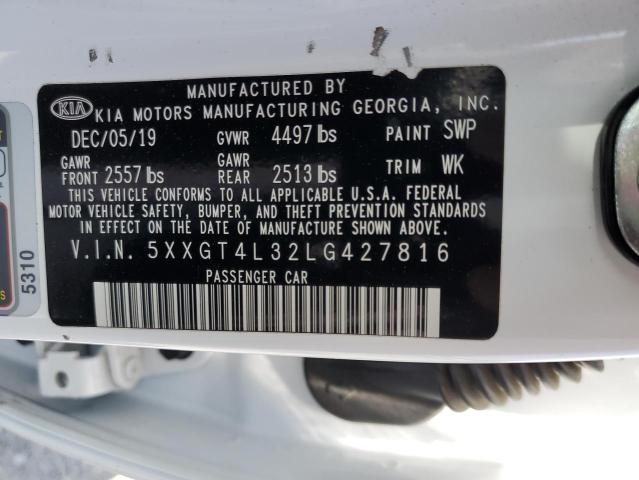 MANUFACTURED BY
KIA KIA MOTORS MANUFACTURING GEORGIA, INC.
DEC/05/19 GVWR 4497 lbs PAINT SWP
GAWR FRONT 2557 lbs GAWR REAR 2513 lbs TRIM WK
THIS VEHICLE CONFORMS TO ALL APPLICABLE U.S.A. FEDERAL
MOTOR VEHICLE SAFETY, BUMPER, AND THEFT PREVENTION STANDARDS
IN EFFECT ON THE DATE OF MANUFACTURE SHOWN ABOVE.
V.I.N. 5XXGT4L32LG427816
PASSENGER CAR
5310